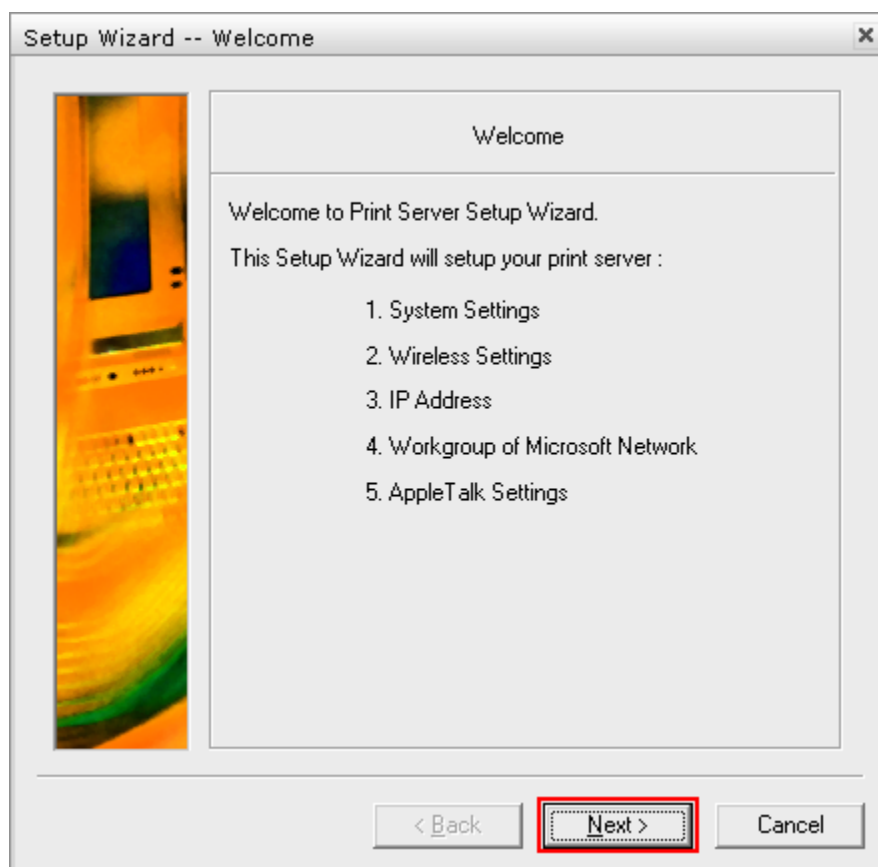 Setup Wizard -- Welcome
Welcome
Welcome to Print Server Setup Wizard.
This Setup Wizard will setup your print server :
1. System Settings
2. Wireless Settings
3. IP Address
4. Workgroup of Microsoft Network
5. AppleTalk Settings
< Back
Next >
Cancel